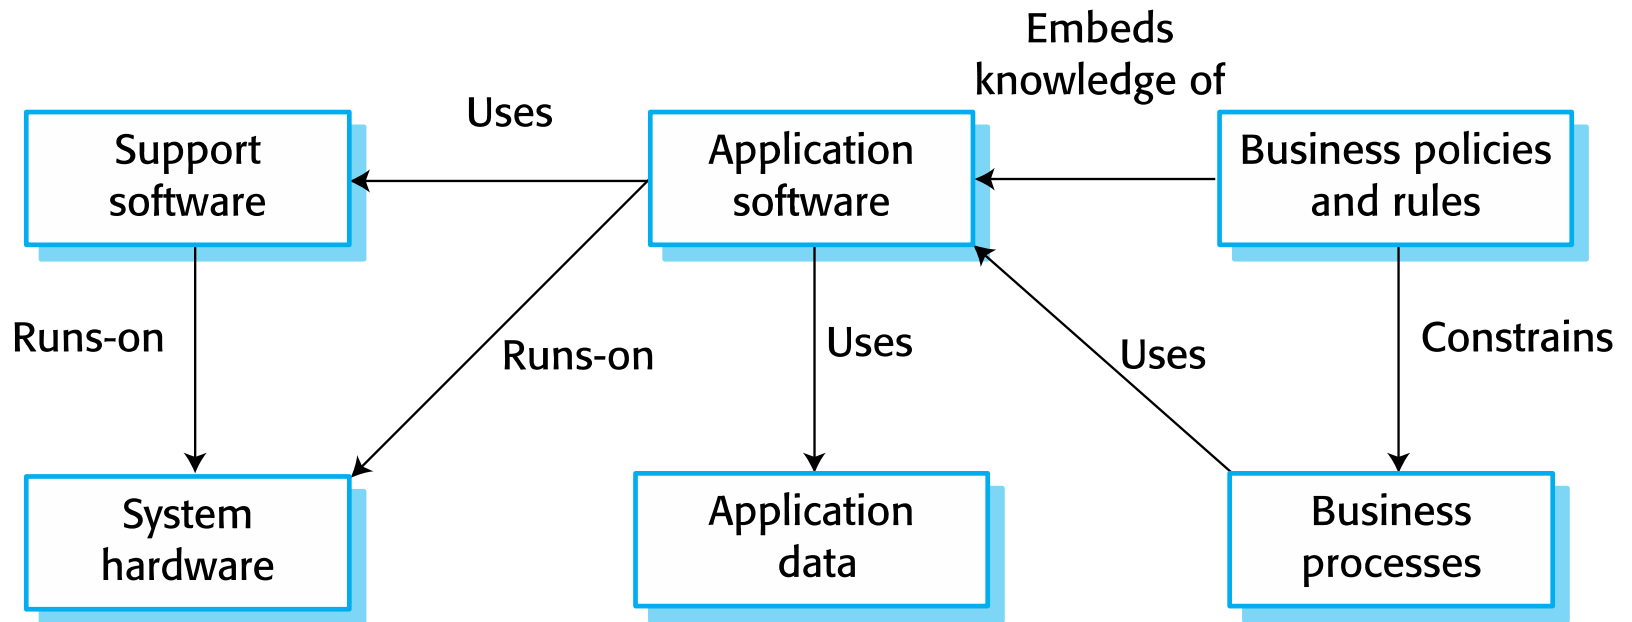 Embeds
knowledge of
Uses
Support
software
Application
software
Business policies
and rules
Runs-on
Runs-on
Uses
Uses
Constrains
System
hardware
Application
data
Business
processes